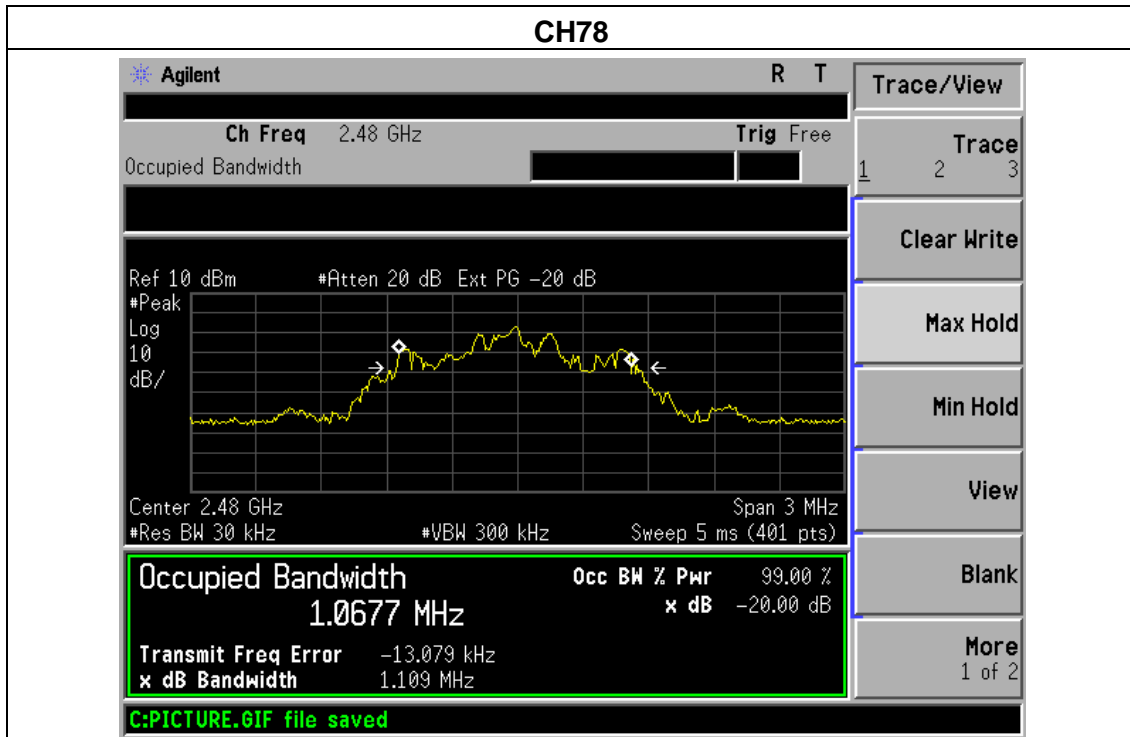 CH78
Agilent
R T
Trace/View
Ch Freq 2.48 GHz
Trig Free
Occupied Bandwidth
Trace
1 2 3
Clear Write
Ref 10 dBm #Atten 20 dB Ext PG -20 dB
#Peak
Log
10
dB/
Max Hold
Min Hold
View
Center 2.48 GHz
Span 3 MHz
#Res BW 30 kHz #VBW 300 kHz Sweep 5 ms (401 pts)
Occupied Bandwidth
1.0677 MHz
Occ BW % Pwr 99.00 %
x dB -20.00 dB
Blank
Transmit Freq Error -13.079 kHz
x dB Bandwidth 1.109 MHz
More
1 of 2
C:PICTURE.GIF file saved